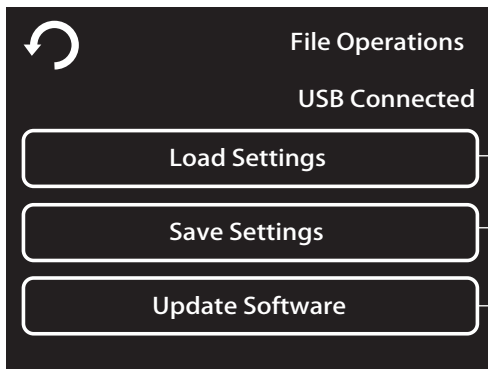 File Operations
USB Connected
Load Settings
Save Settings
Update Software